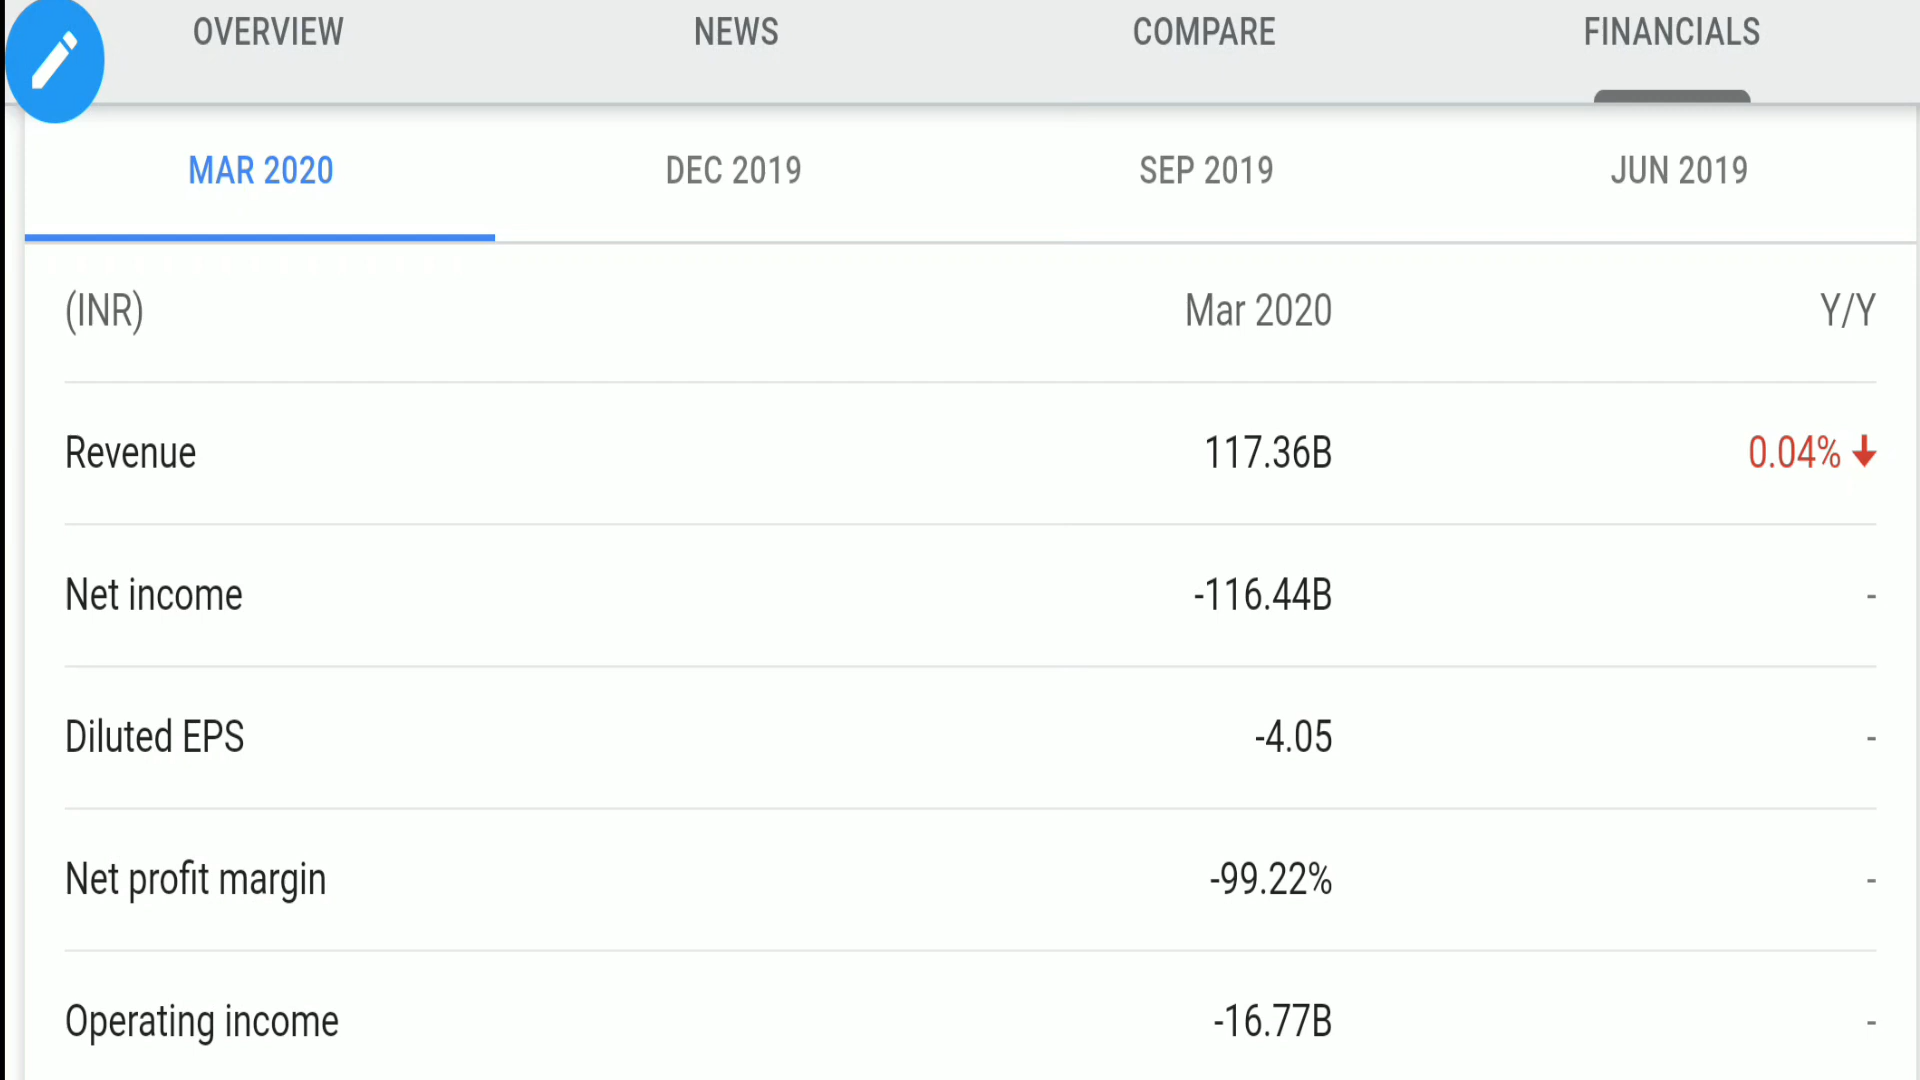 OVERVIEW NEWS COMPARE FINANCIALS
MAR 2020 DEC 2019 SEP 2019 JUN 2019
(INR) Mar 2020 Y/Y
Revenue 117.36B 0.04%
Net income -116.44B -
Diluted EPS -4.05 -
Net profit margin -99.22% -
Operating income -16.77B -